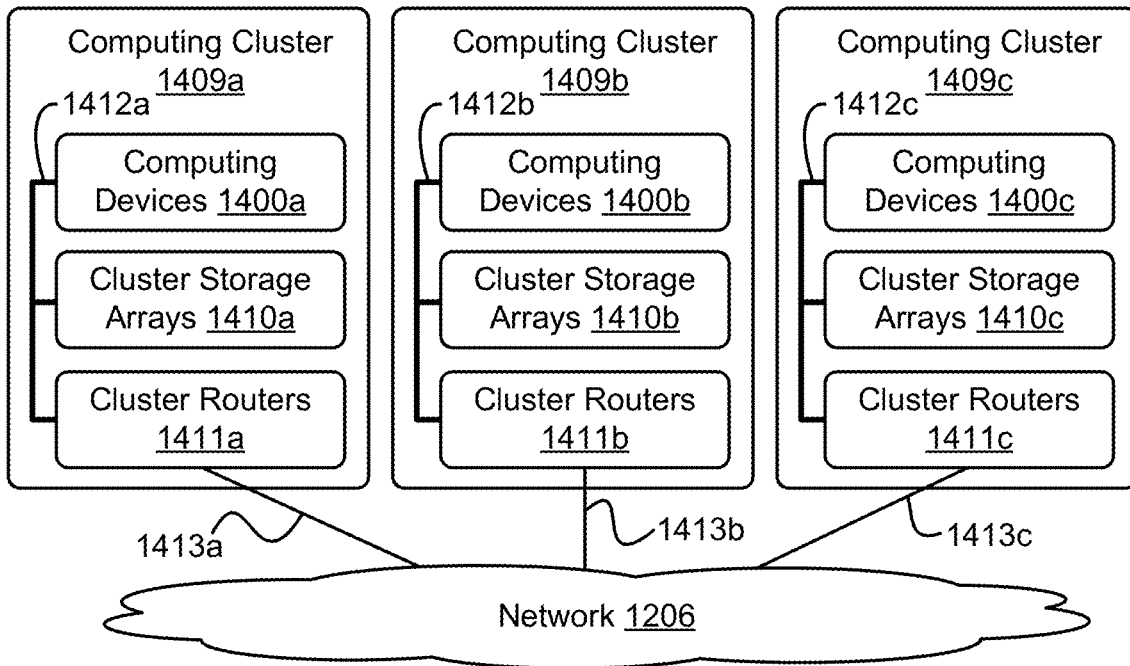 Computing Cluster
1409a
1412a
Computing
Devices 1400a
Cluster Storage
Arrays 1410a
Cluster Routers
1411a
Computing Cluster
1409b
1412b
Computing
Devices 1400b
Cluster Storage
Arrays 1410b
Cluster Routers
1411b
Computing Cluster
1409c
1412c
Computing
Devices 1400c
Cluster Storage
Arrays 1410c
Cluster Routers
1411c
1413a
1413b
1413c
Network 1206